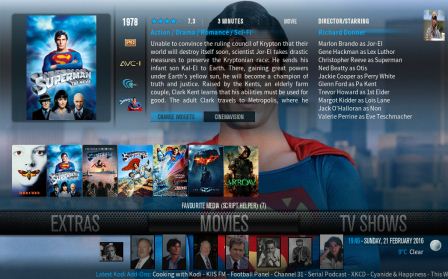 1978
7.3
3 MINUTES
MOVIE
DIRECTOR/STARRING
Action / Drama / Romance / Sci-Fi
Richard Donner
Unable to convince the ruling council of Krypton that their
world will destroy itself soon, scientist Jor-El takes drastic
measures to preserve the Kryptonian race: He sends his
infant son Kal-El to Earth. There, gaining great powers
under Earth's yellow sun, he will become a champion of
truth and justice. Raised by the Kents, an elderly farm
couple, Clark Kent learns that his abilities must be used for
good. The adult Clark travels to Metropolis, where he
Marlon Brando as Jor-El
Gene Hackman as Lex Luthor
Christopher Reeve as Superman
Ned Beatty as Otis
Jackie Cooper as Perry White
Glenn Ford as Pa Kent
Trevor Howard as 1st Elder
Margot Kidder as Lois Lane
Jack O'Halloran as Non
Valerie Perrine as Eve Teschmacher
AVC-I
SUPERMAN
CHANGE WIDGETS
CINEMAVISION
ARROW
FAVOURITE MEDIA (SCRIPT.HELPER) (7)
EXTRAS
MOVIES
TV SHOWS
SUNDAY, 21 FEBRUARY 2016
9°C Clear
Latest Kodi Add-Ons: Cooking with Kodi - KIIS FM - Football Panel - Channel 31 - Serial Podcast - XKCD - Cyanide & Happiness - This W